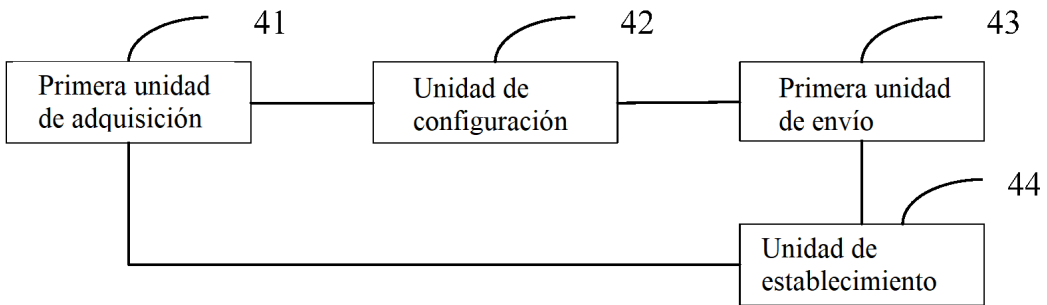 41
42
43
Primera unidad
de adquisición
Unidad de
configuración
Primera unidad
de envío
44
Unidad de
establecimiento